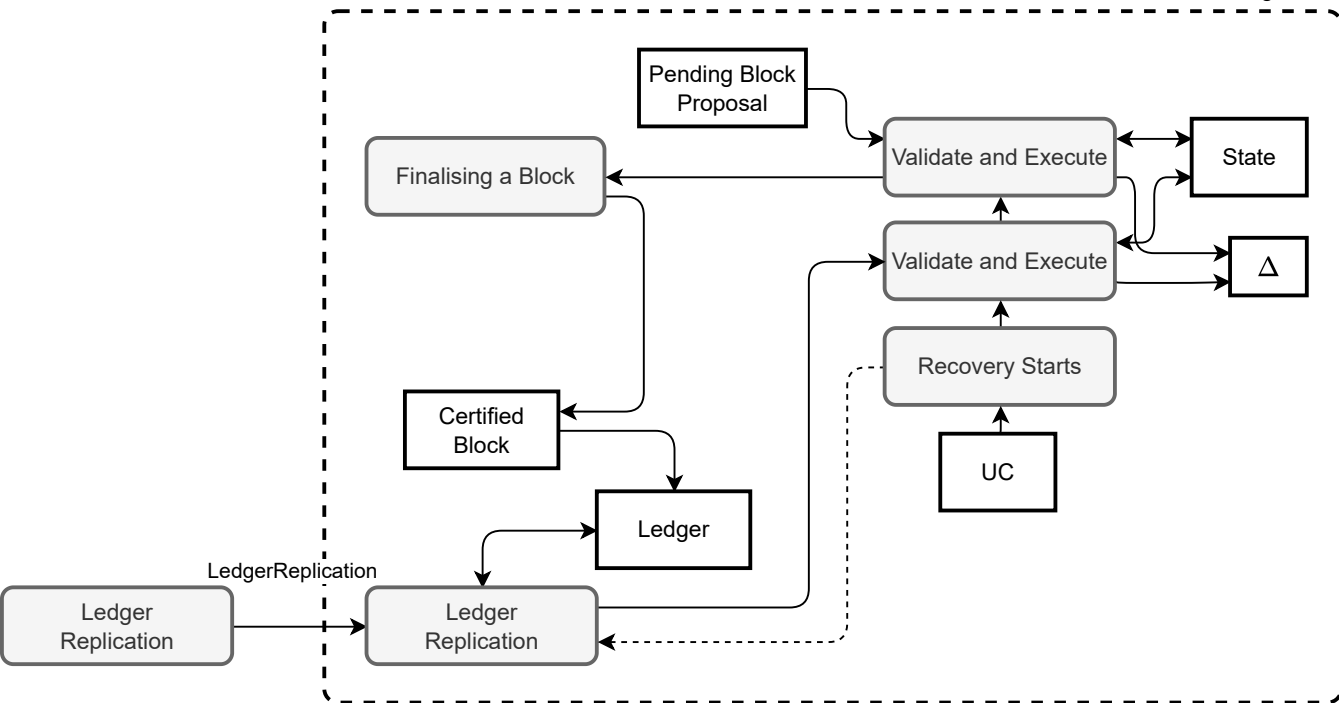 Pending Block
Proposal
Validate and Execute
State
Finalising a Block
Validate and Execute
Δ
Recovery Starts
Certified
Block
UC
Ledger
LedgerReplication
Ledger
Replication
Ledger
Replication